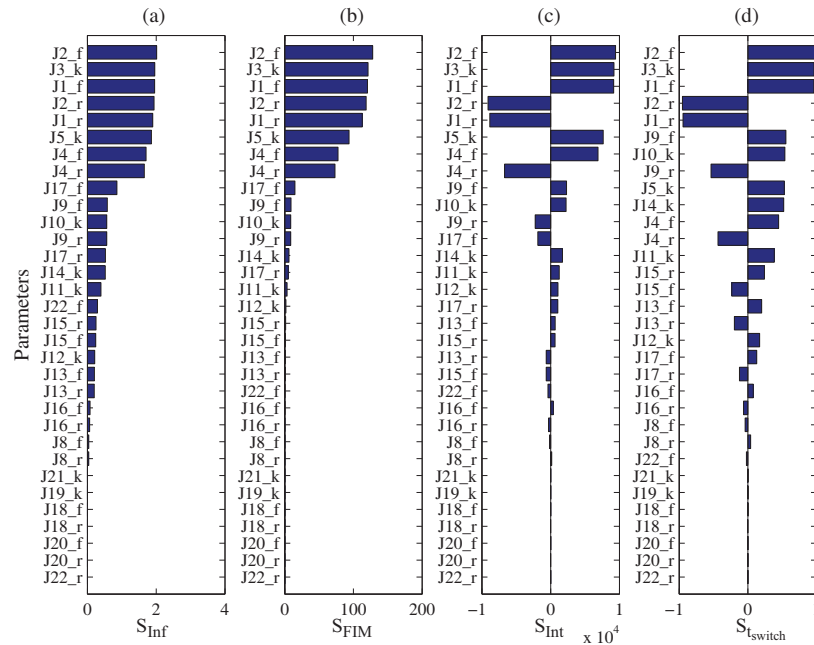 (a)
(b)
(c)
(d)
Parameters
J2_f
J3_k
J1_f
J2_r
J1_r
J5_k
J4_f
J4_r
J17_f
J9_f
J10_k
J9_r
J17_r
J14_k
J11_k
J22_f
J15_r
J15_f
J12_k
J13_f
J13_r
J16_f
J16_r
J8_f
J8_r
J21_k
J19_k
J18_f
J18_r
J20_f
J20_r
J22_r
0 2 4
S_Inf
J2_f
J3_k
J1_f
J2_r
J1_r
J5_k
J4_f
J4_r
J17_f
J9_f
J10_k
J9_r
J14_k
J17_r
J11_k
J12_k
J15_r
J15_f
J13_f
J13_r
J22_f
J16_f
J16_r
J8_f
J8_r
J21_k
J19_k
J18_f
J18_r
J20_f
J20_r
J22_r
0 100 200
S_FIM
J2_f
J3_k
J1_f
J2_r
J1_r
J5_k
J4_f
J4_r
J9_f
J10_k
J9_r
J17_f
J14_k
J11_k
J12_k
J17_r
J13_f
J15_r
J13_r
J15_f
J22_f
J16_f
J16_r
J8_f
J8_r
J21_k
J19_k
J18_f
J18_r
J20_f
J20_r
J22_r
−1 0 1
S_Int x 10^4
J2_f
J3_k
J1_f
J2_r
J1_r
J9_f
J10_k
J9_r
J5_k
J14_k
J4_f
J4_r
J11_k
J15_r
J15_f
J13_f
J13_r
J12_k
J17_f
J17_r
J16_f
J16_r
J8_f
J8_r
J22_f
J21_k
J19_k
J18_f
J18_r
J20_f
J20_r
J22_r
−1 0
S_t_switch